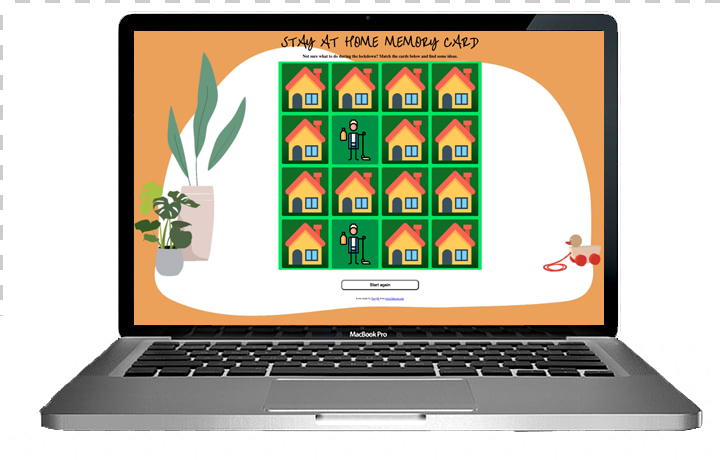 STAY AT HOME MEMORY CARD
Not sure what to do during the lockdown? Match the cards below and find some ideas.
Start again
MacBook Pro